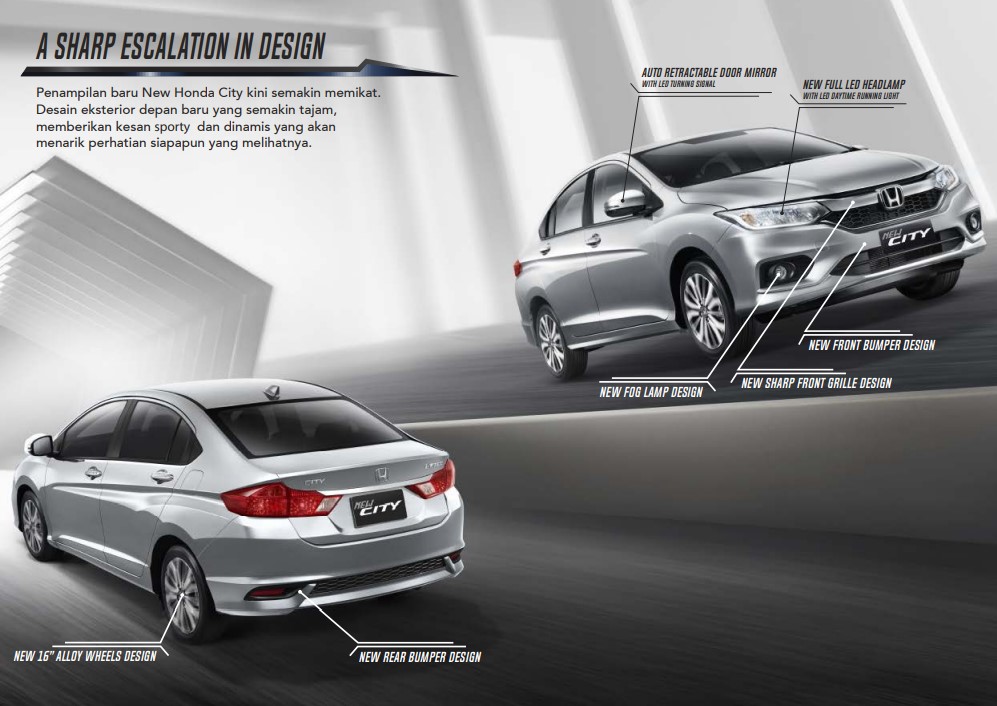 A SHARP ESCALATION IN DESIGN
Penampilan baru New Honda City kini semakin memikat.
Desain eksterior depan baru yang semakin tajam,
memberikan kesan sporty dan dinamis yang akan
menarik perhatian siapapun yang melihatnya.
AUTO RETRACTABLE DOOR MIRROR
WITH LED TURNING SIGNAL
NEW FULL LED HEADLAMP
WITH LED DAYTIME RUNNING LIGHT
NEW
CITY
NEW FRONT BUMPER DESIGN
NEW SHARP FRONT GRILLE DESIGN
NEW FOG LAMP DESIGN
CITY
NEW
CITY
NEW 16" ALLOY WHEELS DESIGN
NEW REAR BUMPER DESIGN